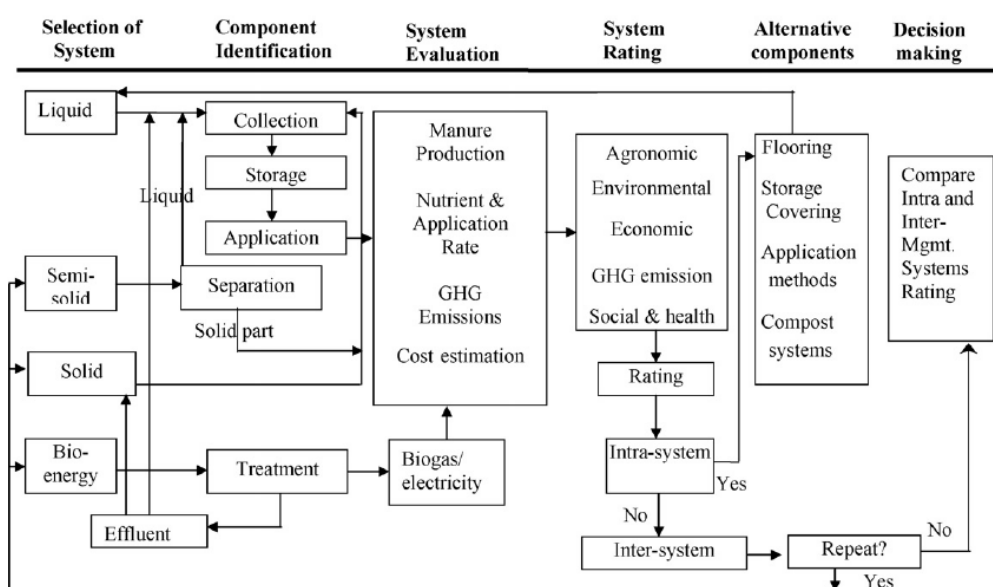 Selection of
System
Component
Identification
System
Evaluation
System
Rating
Alternative
components
Decision
making
Liquid
Collection
Storage
Liquid
Application
Semi-
solid
Separation
Solid part
Solid
Bio-
energy
Treatment
Effluent
Manure
Production
Nutrient &
Application
Rate
GHG
Emissions
Cost estimation
Biogas/
electricity
Agronomic
Environmental
Economic
GHG emission
Social & health
Rating
Intra-system
Yes
No
Inter-system
Flooring
Storage
Covering
Application
methods
Compost
systems
Repeat?
No
Yes
Compare
Intra and
Inter-
Mgmt.
Systems
Rating